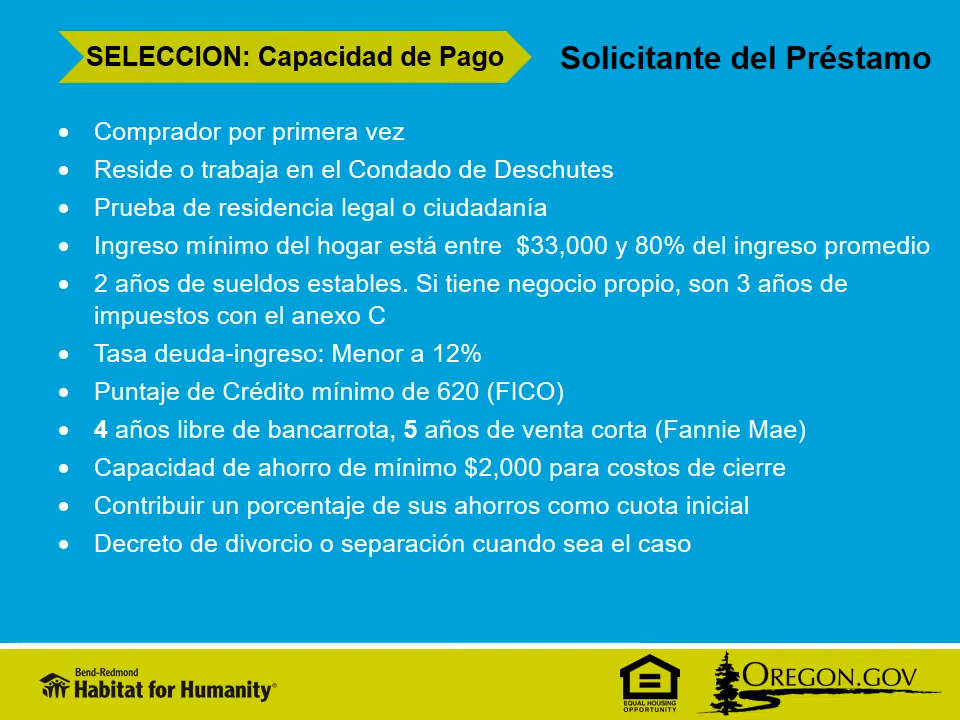 SELECCION: Capacidad de Pago
Solicitante del Préstamo
• Comprador por primera vez
• Reside o trabaja en el Condado de Deschutes
• Prueba de residencia legal o ciudadanía
• Ingreso mínimo del hogar está entre  $33,000 y 80% del ingreso promedio
• 2 años de sueldos estables. Si tiene negocio propio, son 3 años de
impuestos con el anexo C
• Tasa deuda-ingreso: Menor a 12%
• Puntaje de Crédito mínimo de 620 (FICO)
• 4 años libre de bancarrota, 5 años de venta corta (Fannie Mae)
• Capacidad de ahorro de mínimo $2,000 para costos de cierre
• Contribuir un porcentaje de sus ahorros como cuota inicial
• Decreto de divorcio o separación cuando sea el caso
Bend-Redmond
Habitat for Humanity®
EQUAL HOUSING
OPPORTUNITY
OREGON.GOV